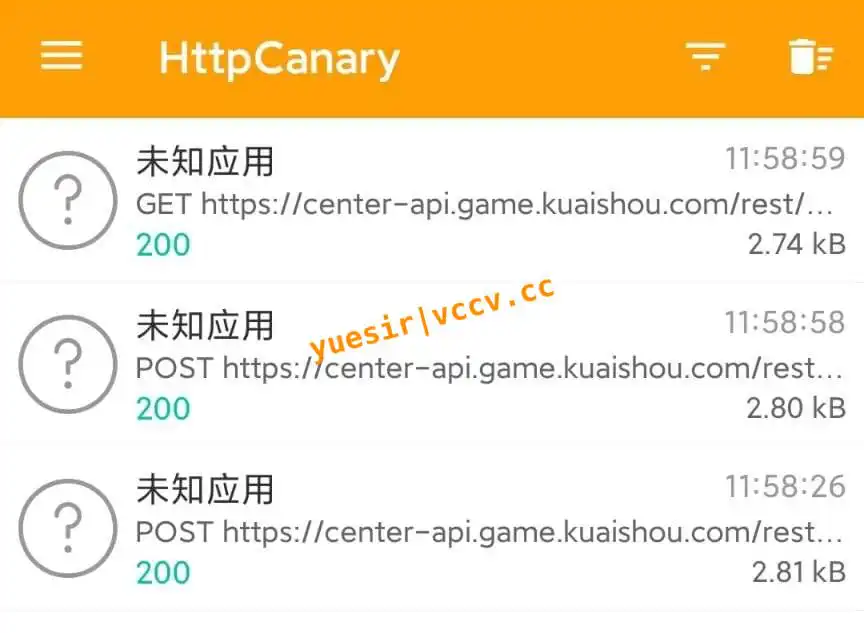 HttpCanary
未知应用
11:58:59
GET https://center-api.game.kuaishou.com/rest/...
200
2.74 kB
yuesir|vccv.cc
未知应用
11:58:58
POST https://center-api.game.kuaishou.com/rest...
200
2.80 kB
未知应用
11:58:26
POST https://center-api.game.kuaishou.com/rest...
200
2.81 kB